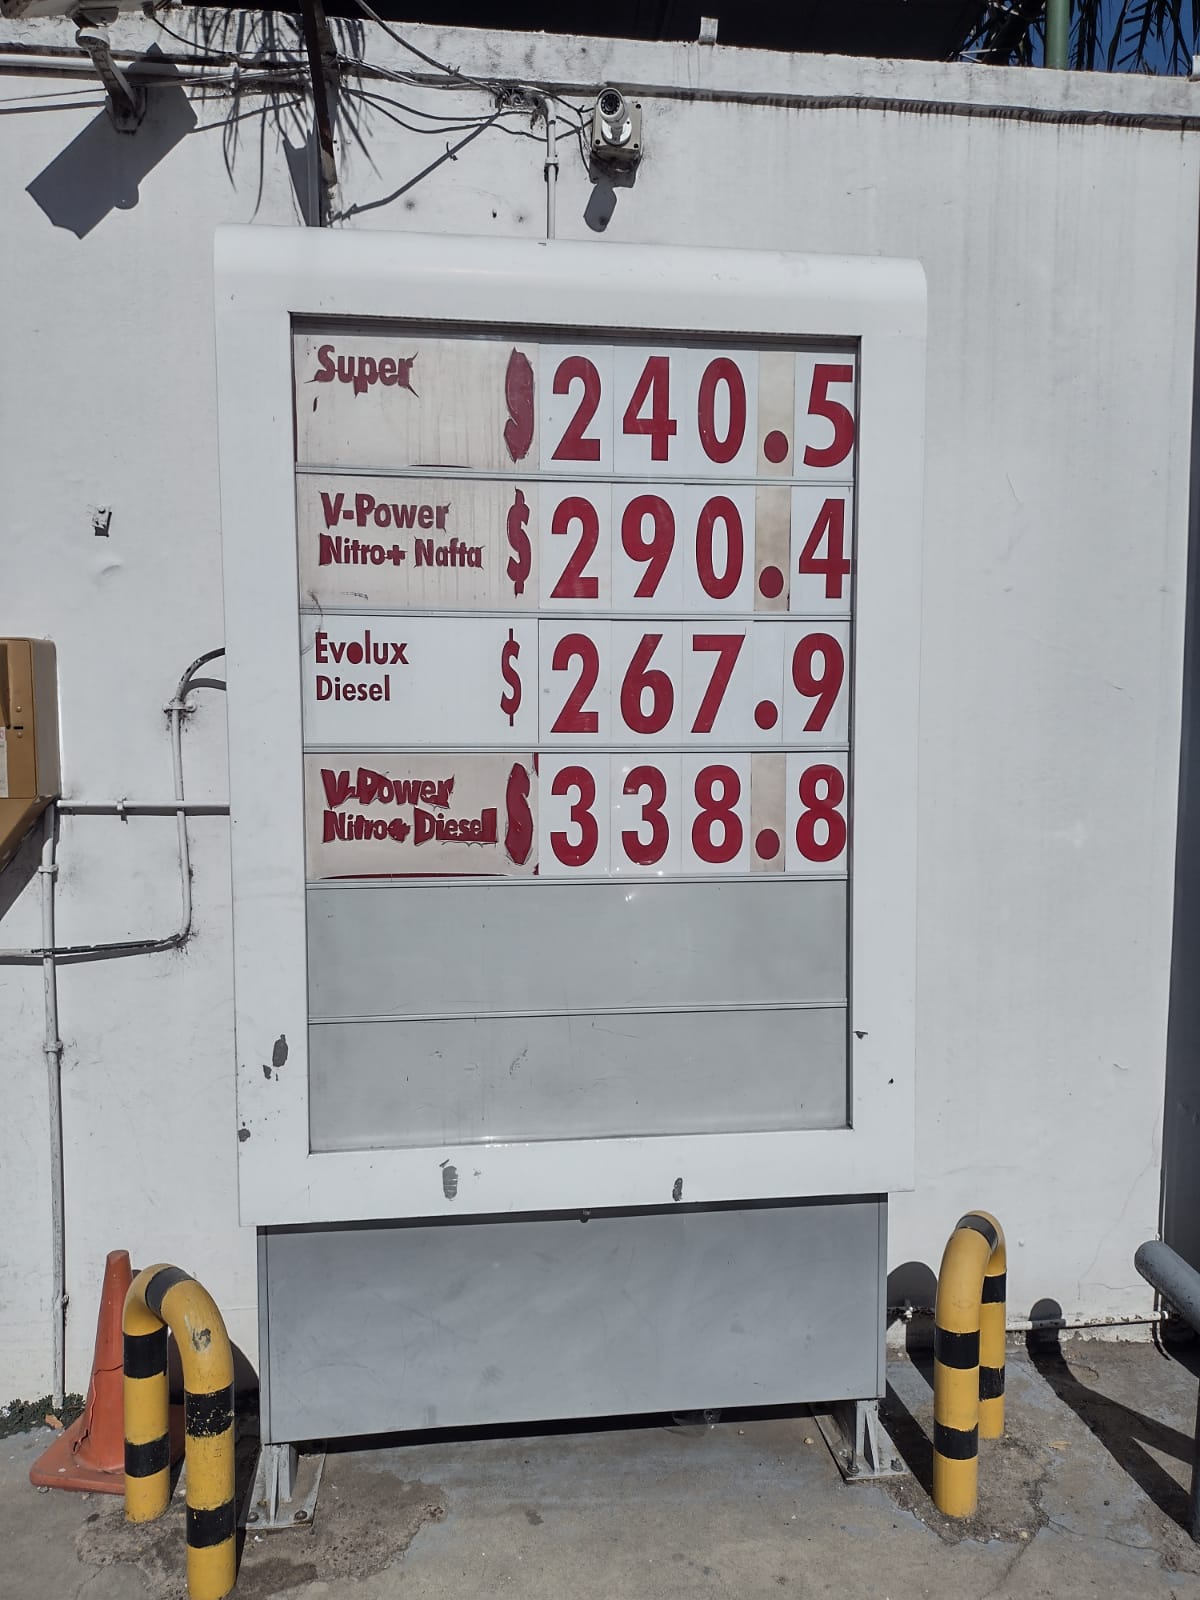 Super $ 240.5
V-Power
Nitro+ Nafta $ 290.4
Evolux
Diesel $ 267.9
V-Power
Nitro+ Diesel $ 338.8